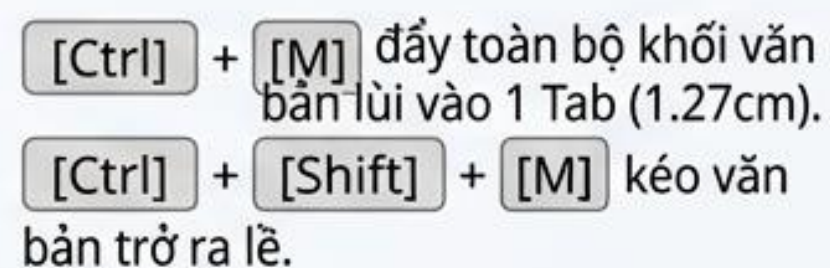 [Ctrl] + [M] đẩy toàn bộ khối văn
bản lùi vào 1 Tab (1.27cm).
[Ctrl] + [Shift] + [M] kéo văn
bản trở ra lề.